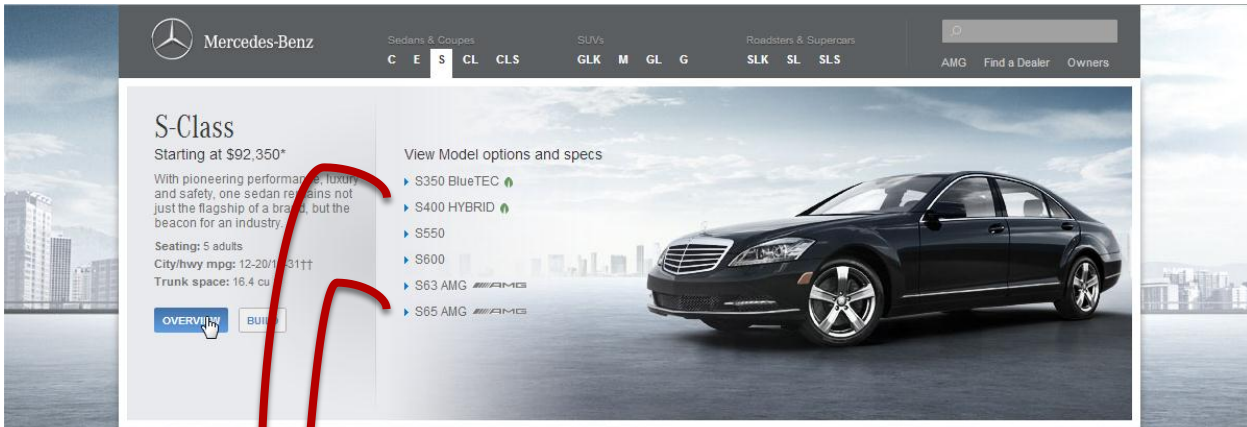 Mercedes-Benz
Sedans & Coupes
C E S CL CLS
SUVs
GLK M GL G
Roadsters & Supercars
SLK SL SLS
AMG Find a Dealer Owners
S-Class
Starting at $92,350*
With pioneering performance, luxury
and safety, one sedan remains not
just the flagship of a brand, but the
beacon for an industry.
Seating: 5 adults
City/hwy mpg:
Trunk space: 16.4 cu
OVERVIEW
BUILD
View Model options and specs
S350 BlueTEC
S400 HYBRID
S550
S600
S63 AMG AMG
S65 AMG AMG